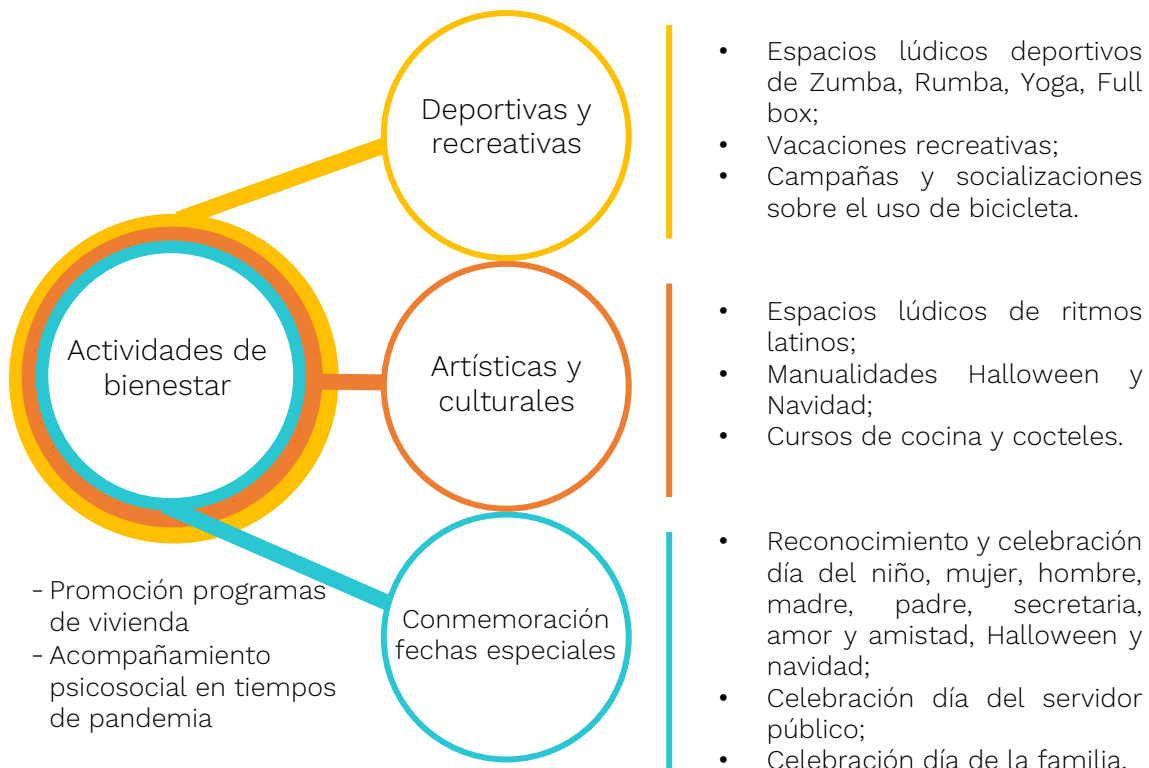 Actividades de
bienestar
- Promoción programas
de vivienda
- Acompañamiento
psicosocial en tiempos
de pandemia
Deportivas y
recreativas
• Espacios lúdicos deportivos
de Zumba, Rumba, Yoga, Full
box;
• Vacaciones recreativas;
• Campañas y socializaciones
sobre el uso de bicicleta.
Artísticas y
culturales
• Espacios lúdicos de ritmos
latinos;
• Manualidades Halloween y
Navidad;
• Cursos de cocina y cocteles.
Conmemoración
fechas especiales
• Reconocimiento y celebración
día del niño, mujer, hombre,
madre, padre, secretaria,
amor y amistad, Halloween y
navidad;
• Celebración día del servidor
público;
• Celebración día de la familia.